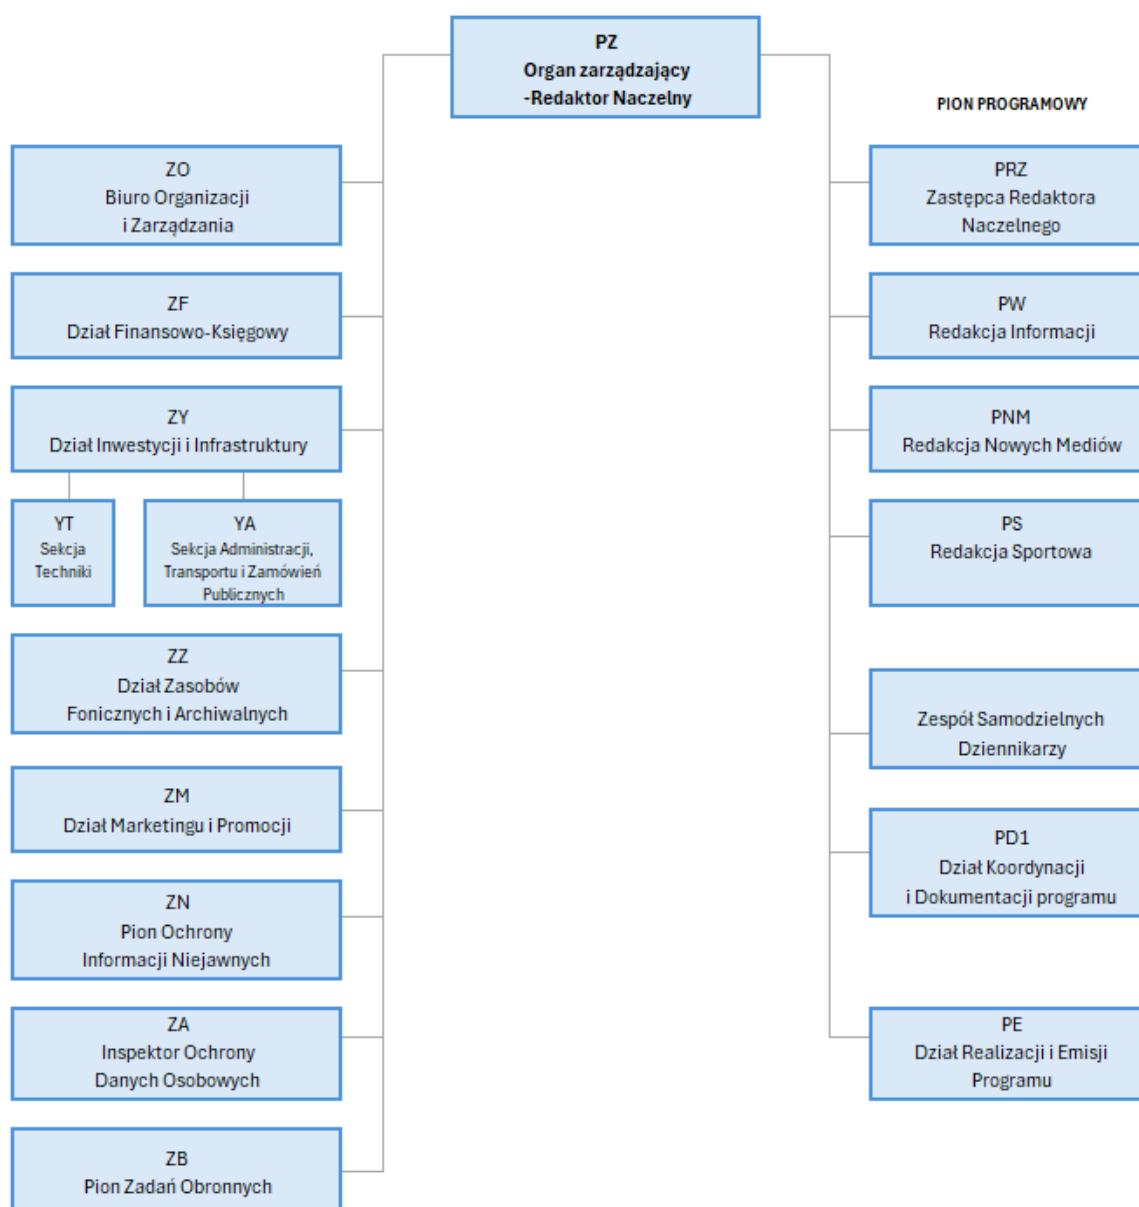 PZ
Organ zarządzający
-Redaktor Naczelny
ZO
Biuro Organizacji
i Zarządzania
ZF
Dział Finansowo-Księgowy
ZY
Dział Inwestycji i Infrastruktury
YT
Sekcja
Techniki
YA
Sekcja Administracji,
Transportu i Zamówień
Publicznych
ZZ
Dział Zasobów
Fonicznych i Archiwalnych
ZM
Dział Marketingu i Promocji
ZN
Pion Ochrony
Informacji Niejawnych
ZA
Inspektor Ochrony
Danych Osobowych
ZB
Pion Zadań Obronnych
PION PROGRAMOWY
PRZ
Zastępca Redaktora
Naczelnego
PW
Redakcja Informacji
PNM
Redakcja Nowych Mediów
PS
Redakcja Sportowa
Zespół Samodzielnych
Dziennikarzy
PD1
Dział Koordynacji
i Dokumentacji programu
PE
Dział Realizacji i Emisji
Programu